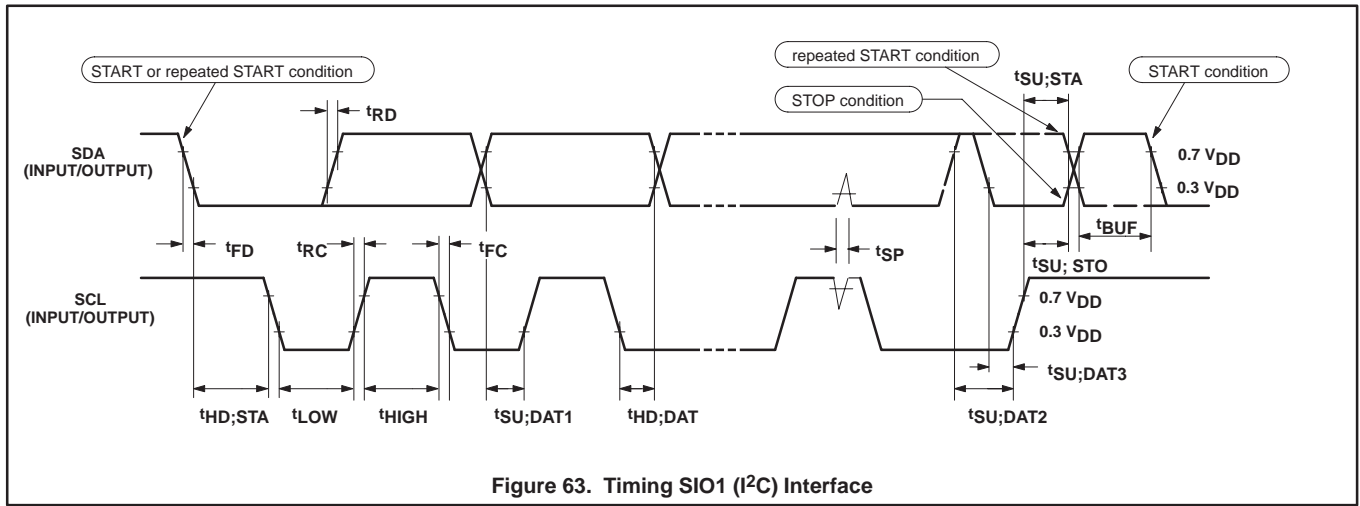 repeated START condition
START or repeated START condition
tSU;STA
START condition
STOP condition
tRD
SDA
(INPUT/OUTPUT)
0.7 VDD
0.3 VDD
tBUF
tFD
tRC
tFC
tSP
tSU; STO
SCL
(INPUT/OUTPUT)
0.7 VDD
0.3 VDD
tSU;DAT3
tHD;STA
tLOW
tHIGH
tSU;DAT1
tHD;DAT
tSU;DAT2
Figure 63. Timing SIO1 (I²C) Interface